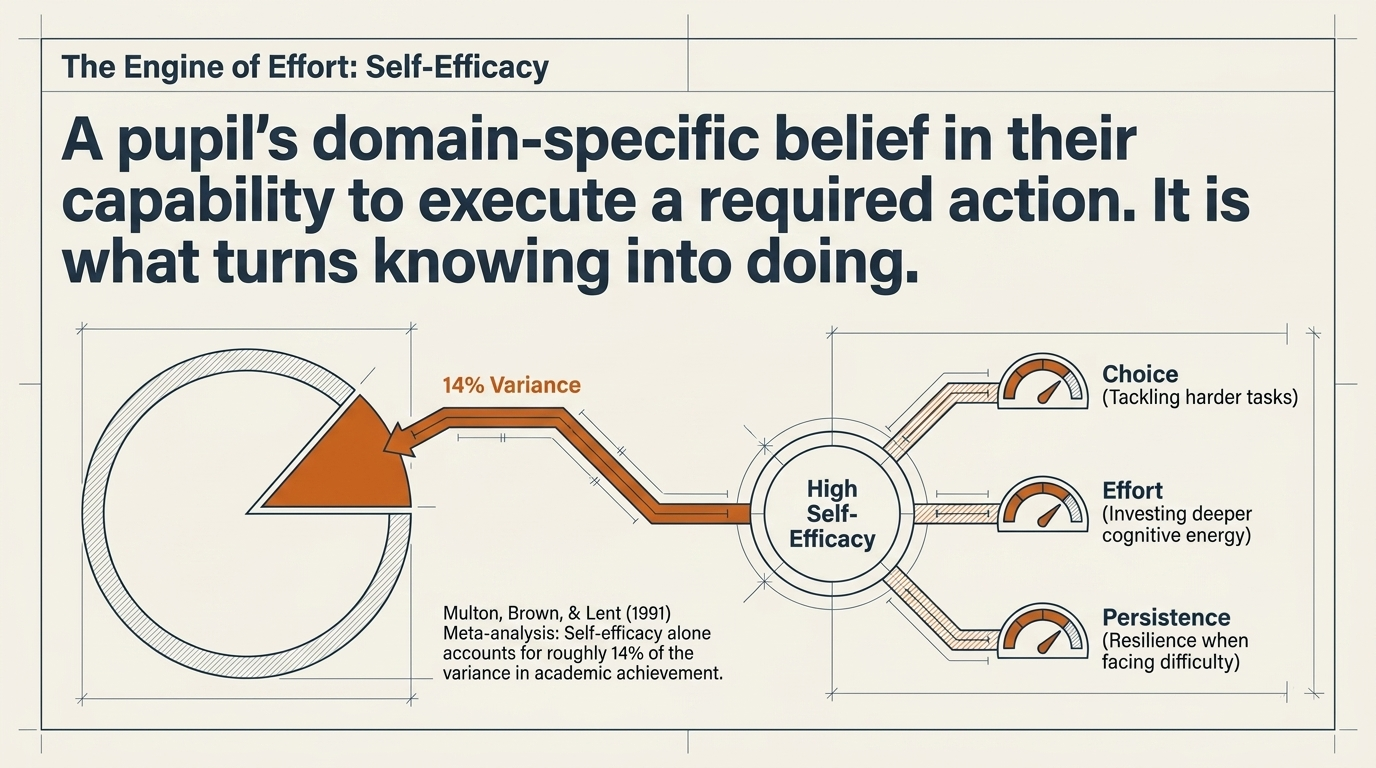 The Engine of Effort: Self-Efficacy
A pupil’s domain-specific belief in their
capability to execute a required action. It is
what turns knowing into doing.
14% Variance
Multon, Brown, & Lent (1991)
Meta-analysis: Self-efficacy alone
accounts for roughly 14% of the
variance in academic achievement.
High
Self-
Efficacy
Choice
(Tackling harder tasks)
Effort
(Investing deeper
cognitive energy)
Persistence
(Resilience when
facing difficulty)